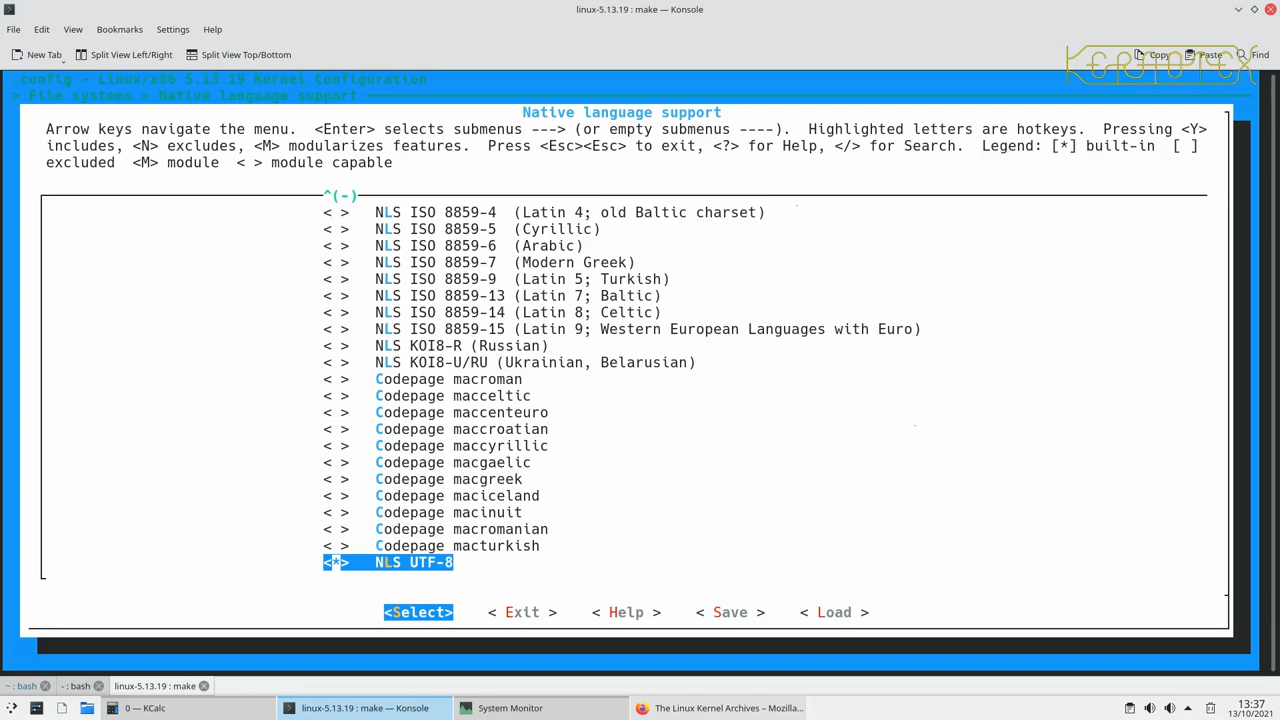 linux-5.13.19 : make — Konsole
File Edit View Bookmarks Settings Help
New Tab Split View Left/Right Split View Top/Bottom Copy Paste Find
KERNOTEX
.config - Linux/x86 5.13.19 Kernel Configuration
> File systems > Native language support
Native language support
Arrow keys navigate the menu. <Enter> selects submenus ---> (or empty submenus ----). Highlighted letters are hotkeys. Pressing <Y>
includes, <N> excludes, <M> modularizes features. Press <Esc><Esc> to exit, <?> for Help, </> for Search. Legend: [*] built-in [ ]
excluded <M> module < > module capable
^(-)
< > NLS ISO 8859-4 (Latin 4; old Baltic charset)
< > NLS ISO 8859-5 (Cyrillic)
< > NLS ISO 8859-6 (Arabic)
< > NLS ISO 8859-7 (Modern Greek)
< > NLS ISO 8859-9 (Latin 5; Turkish)
< > NLS ISO 8859-13 (Latin 7; Baltic)
< > NLS ISO 8859-14 (Latin 8; Celtic)
< > NLS ISO 8859-15 (Latin 9; Western European Languages with Euro)
< > NLS KOI8-R (Russian)
< > NLS KOI8-U/RU (Ukrainian, Belarusian)
< > Codepage macroman
< > Codepage macceltic
< > Codepage maccenteuro
< > Codepage maccroatian
< > Codepage maccyrillic
< > Codepage macgaelic
< > Codepage macgreek
< > Codepage maciceland
< > Codepage macinuit
< > Codepage macromanian
< > Codepage macturkish
<*> NLS UTF-8
<Select> < Exit > < Help > < Save > < Load >
~ : bash - : bash linux-5.13.19 : make
0 — KCalc linux-5.13.19 : make — Konsole System Monitor The Linux Kernel Archives – Mozilla... 13:37
13/10/2021